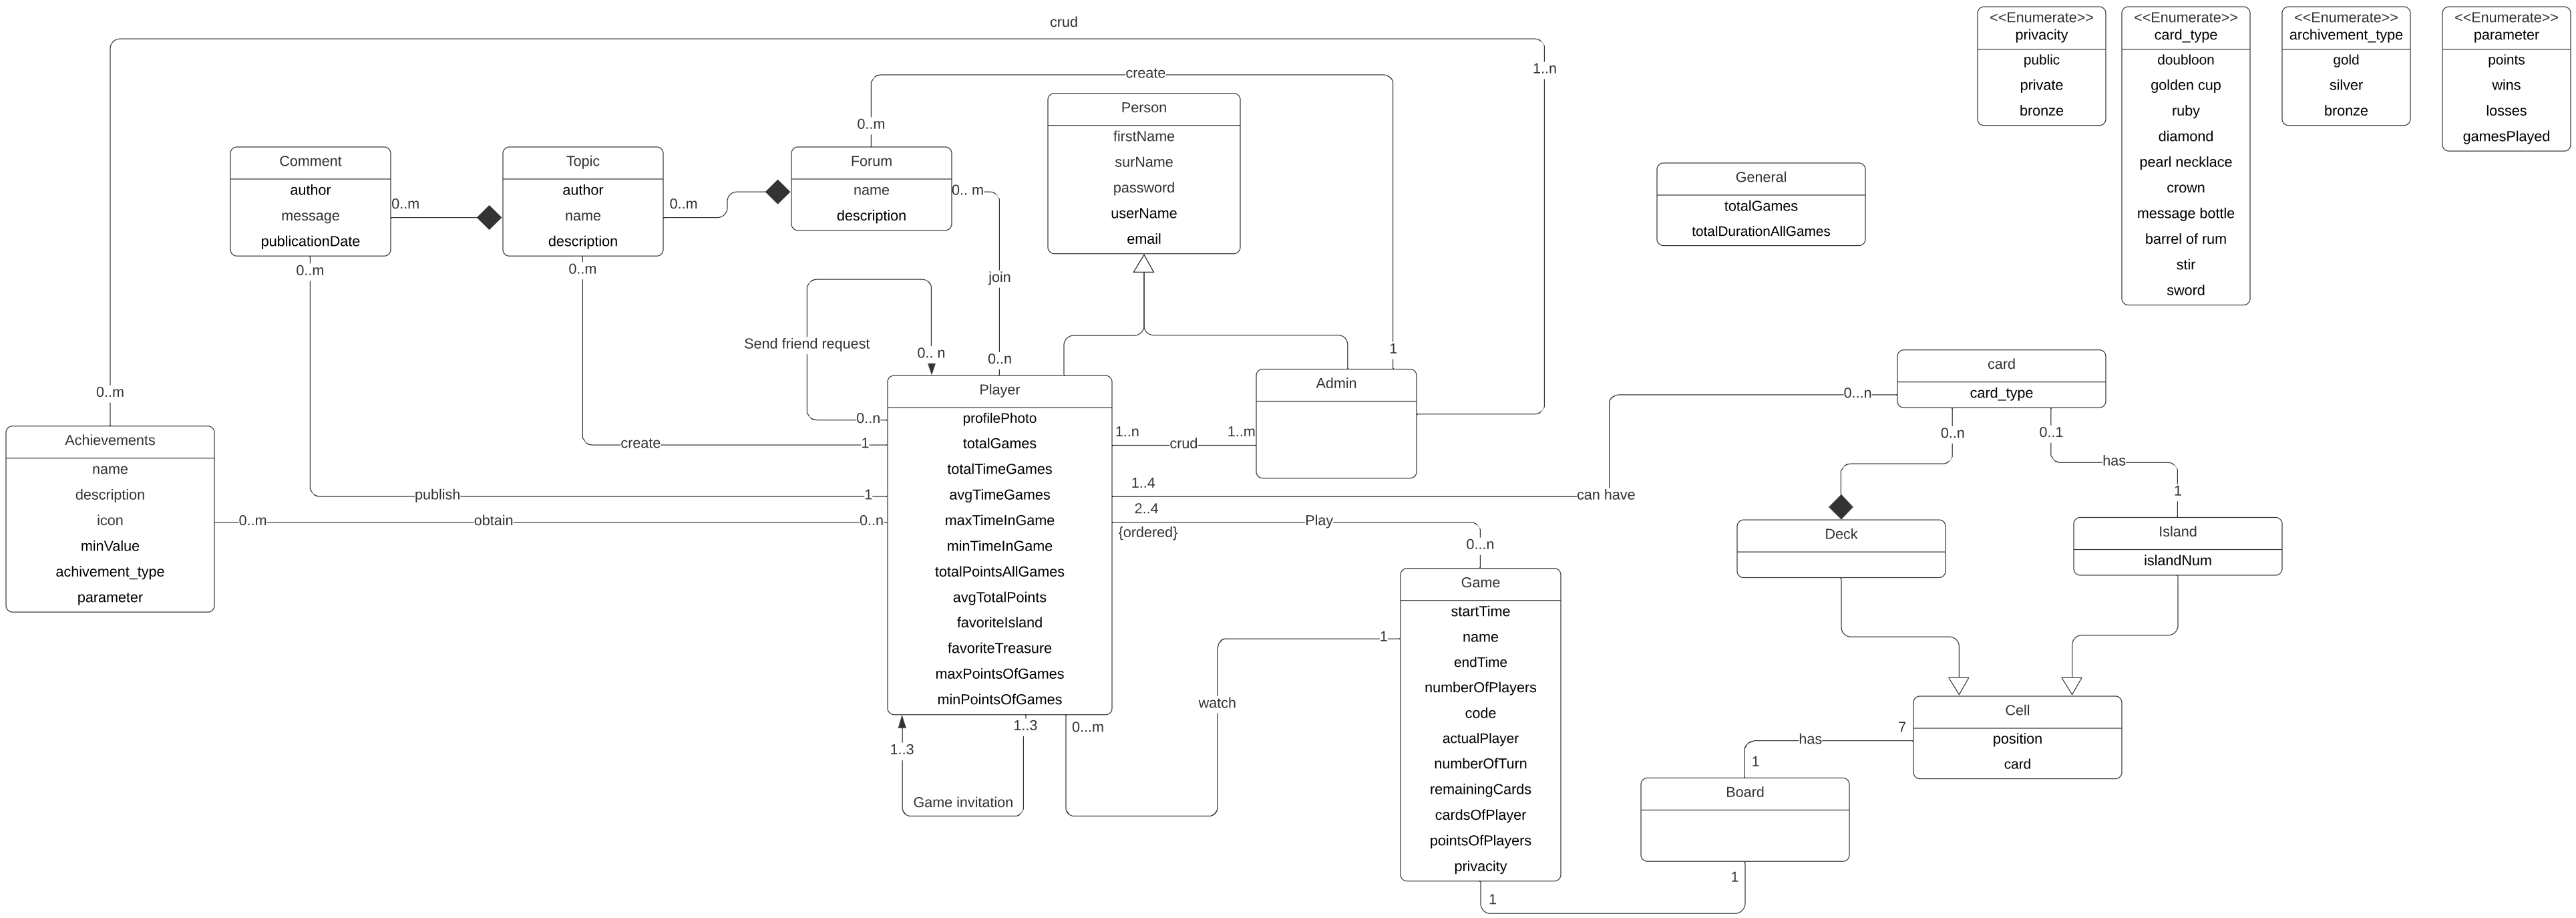 crud
1..n
create
0..m
1
<<Enumerate>>
privacity
public
private
bronze
<<Enumerate>>
card_type
doubloon
golden cup
ruby
diamond
pearl necklace
crown
message bottle
barrel of rum
stir
sword
<<Enumerate>>
archivement_type
gold
silver
bronze
<<Enumerate>>
parameter
points
wins
losses
gamesPlayed
Person
firstName
surName
password
userName
email
Comment
author
message
publicationDate
0..m
0..m
Topic
author
name
description
0..m
0..m
Forum
name
description
0.. m
join
0..n
General
totalGames
totalDurationAllGames
Send friend request
0.. n
0..n
0..m
Achievements
name
description
icon
minValue
achivement_type
parameter
create
1
publish
1
0..m
obtain
0..n
Player
profilePhoto
totalGames
totalTimeGames
avgTimeGames
maxTimeInGame
minTimeInGame
totalPointsAllGames
avgTotalPoints
favoriteIsland
favoriteTreasure
maxPointsOfGames
minPointsOfGames
Admin
1..n
crud
1..m
1..4
can have
0...n
2..4
{ordered}
Play
0...n
card
card_type
0..n
0..1
has
1
Deck
Island
islandNum
Game
startTime
name
endTime
numberOfPlayers
code
actualPlayer
numberOfTurn
remainingCards
cardsOfPlayer
pointsOfPlayers
privacity
1
watch
0...m
1..3
1..3
Game invitation
Cell
position
card
7
has
1
Board
1
1